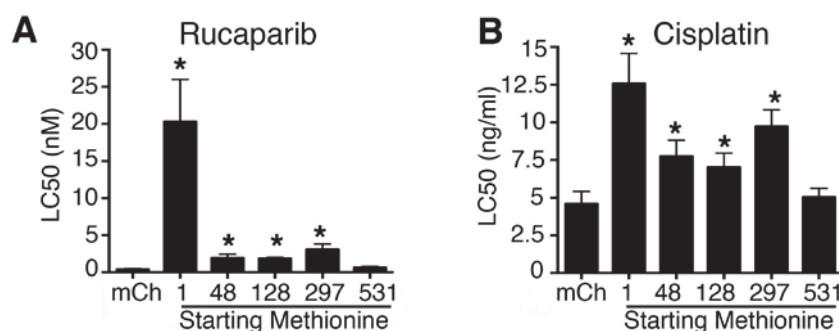 A Rucaparib
LC50 (nM)
30
25
20
15
10
5
0
* * * *
mCh 1 48 128 297 531
Starting Methionine
B Cisplatin
LC50 (ng/ml)
15
12.5
10
7.5
5
2.5
0
* * * *
mCh 1 48 128 297 531
Starting Methionine